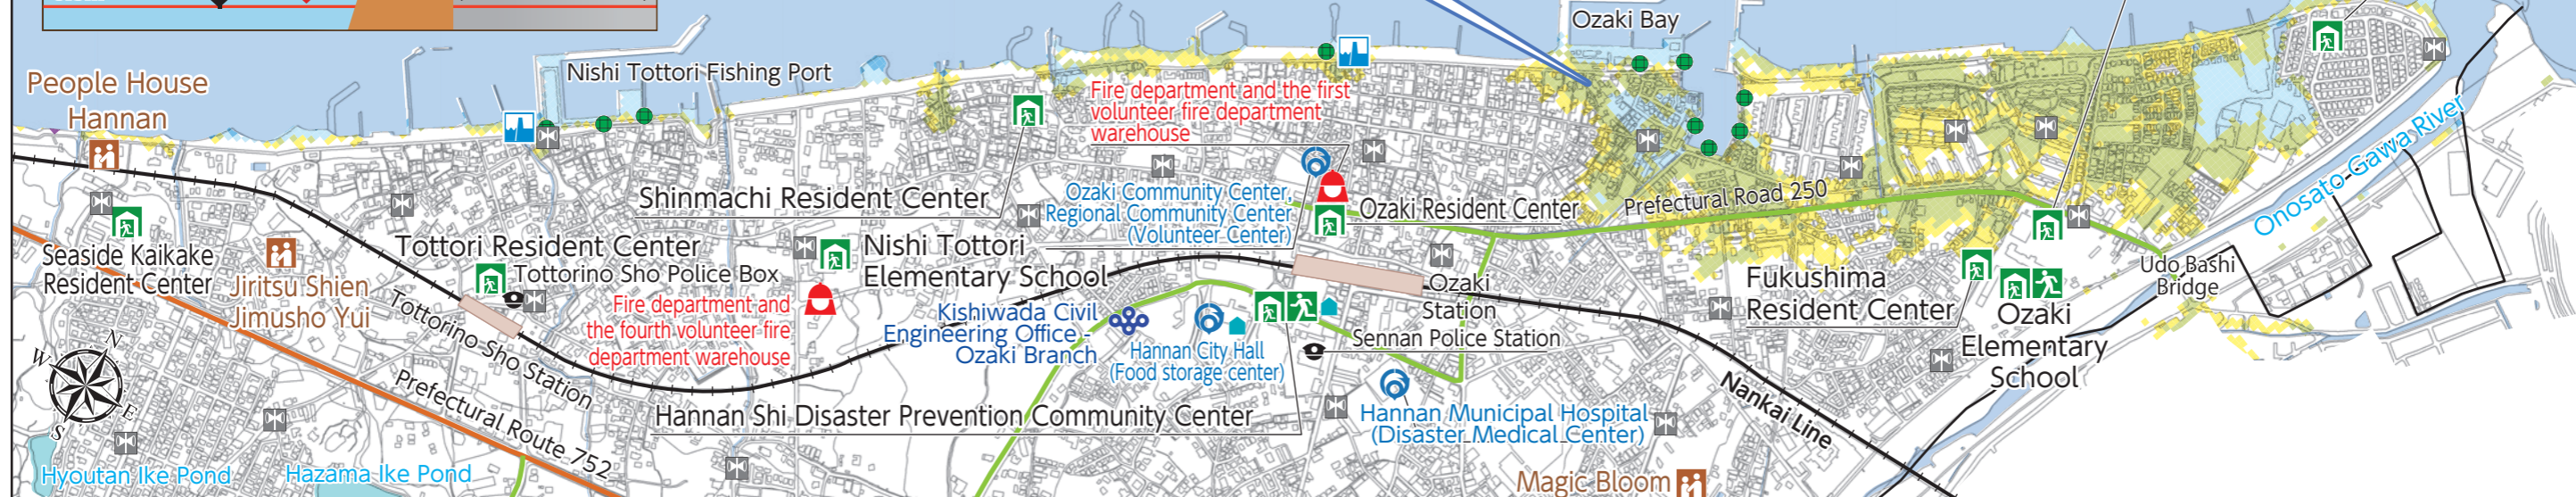 Ozaki Bay
Nishi Tottori Fishing Port
People House
Hannan
Fire department and the first
volunteer fire department
warehouse
Onosato Gawa River
Shinmachi Resident Center
Ozaki Community Center,
Regional Community Center
(Volunteer Center)
Ozaki Resident Center
Prefectural Road 250
Seaside Kaikake
Resident Center
Jiritsu Shien
Jimusho Yui
Tottori Resident Center
Tottorino Sho Police Box
Nishi Tottori
Elementary School
Fire department and
the fourth volunteer fire
department warehouse
Tottorino Sho Station
Kishiwada Civil
Engineering Office -
Ozaki Branch
Hannan City Hall
(Food storage center)
Ozaki
Station
Sennan Police Station
Fukushima
Resident Center
Ozaki
Elementary
School
Udo Bashi
Bridge
N
W
E
S
Prefectural Route 752
Hannan Shi Disaster Prevention Community Center
Hannan Municipal Hospital
(Disaster Medical Center)
Nankai Line
Hyoutan Ike Pond
Hazama Ike Pond
Magic Bloom